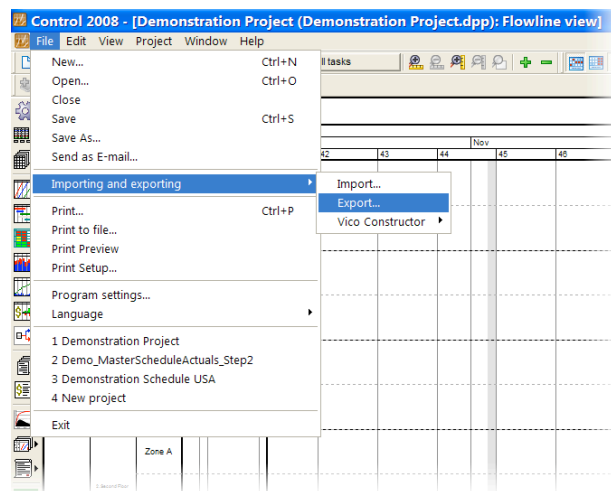 Control 2008 - [Demonstration Project (Demonstration Project.dpp): Flowline view]
File Edit View Project Window Help
New... Ctrl+N
ll tasks
Open... Ctrl+O
Close
Save Ctrl+S
Save As...
Nov
Send as E-mail...
42 43 44 45 46
Importing and exporting
Import...
Export...
Vico Constructor
Print... Ctrl+P
Print to file...
Print Preview
Print Setup...
Program settings...
Language
1 Demonstration Project
2 Demo_MasterScheduleActuals_Step2
3 Demonstration Schedule USA
4 New project
Exit
Zone A
2 Second Floor